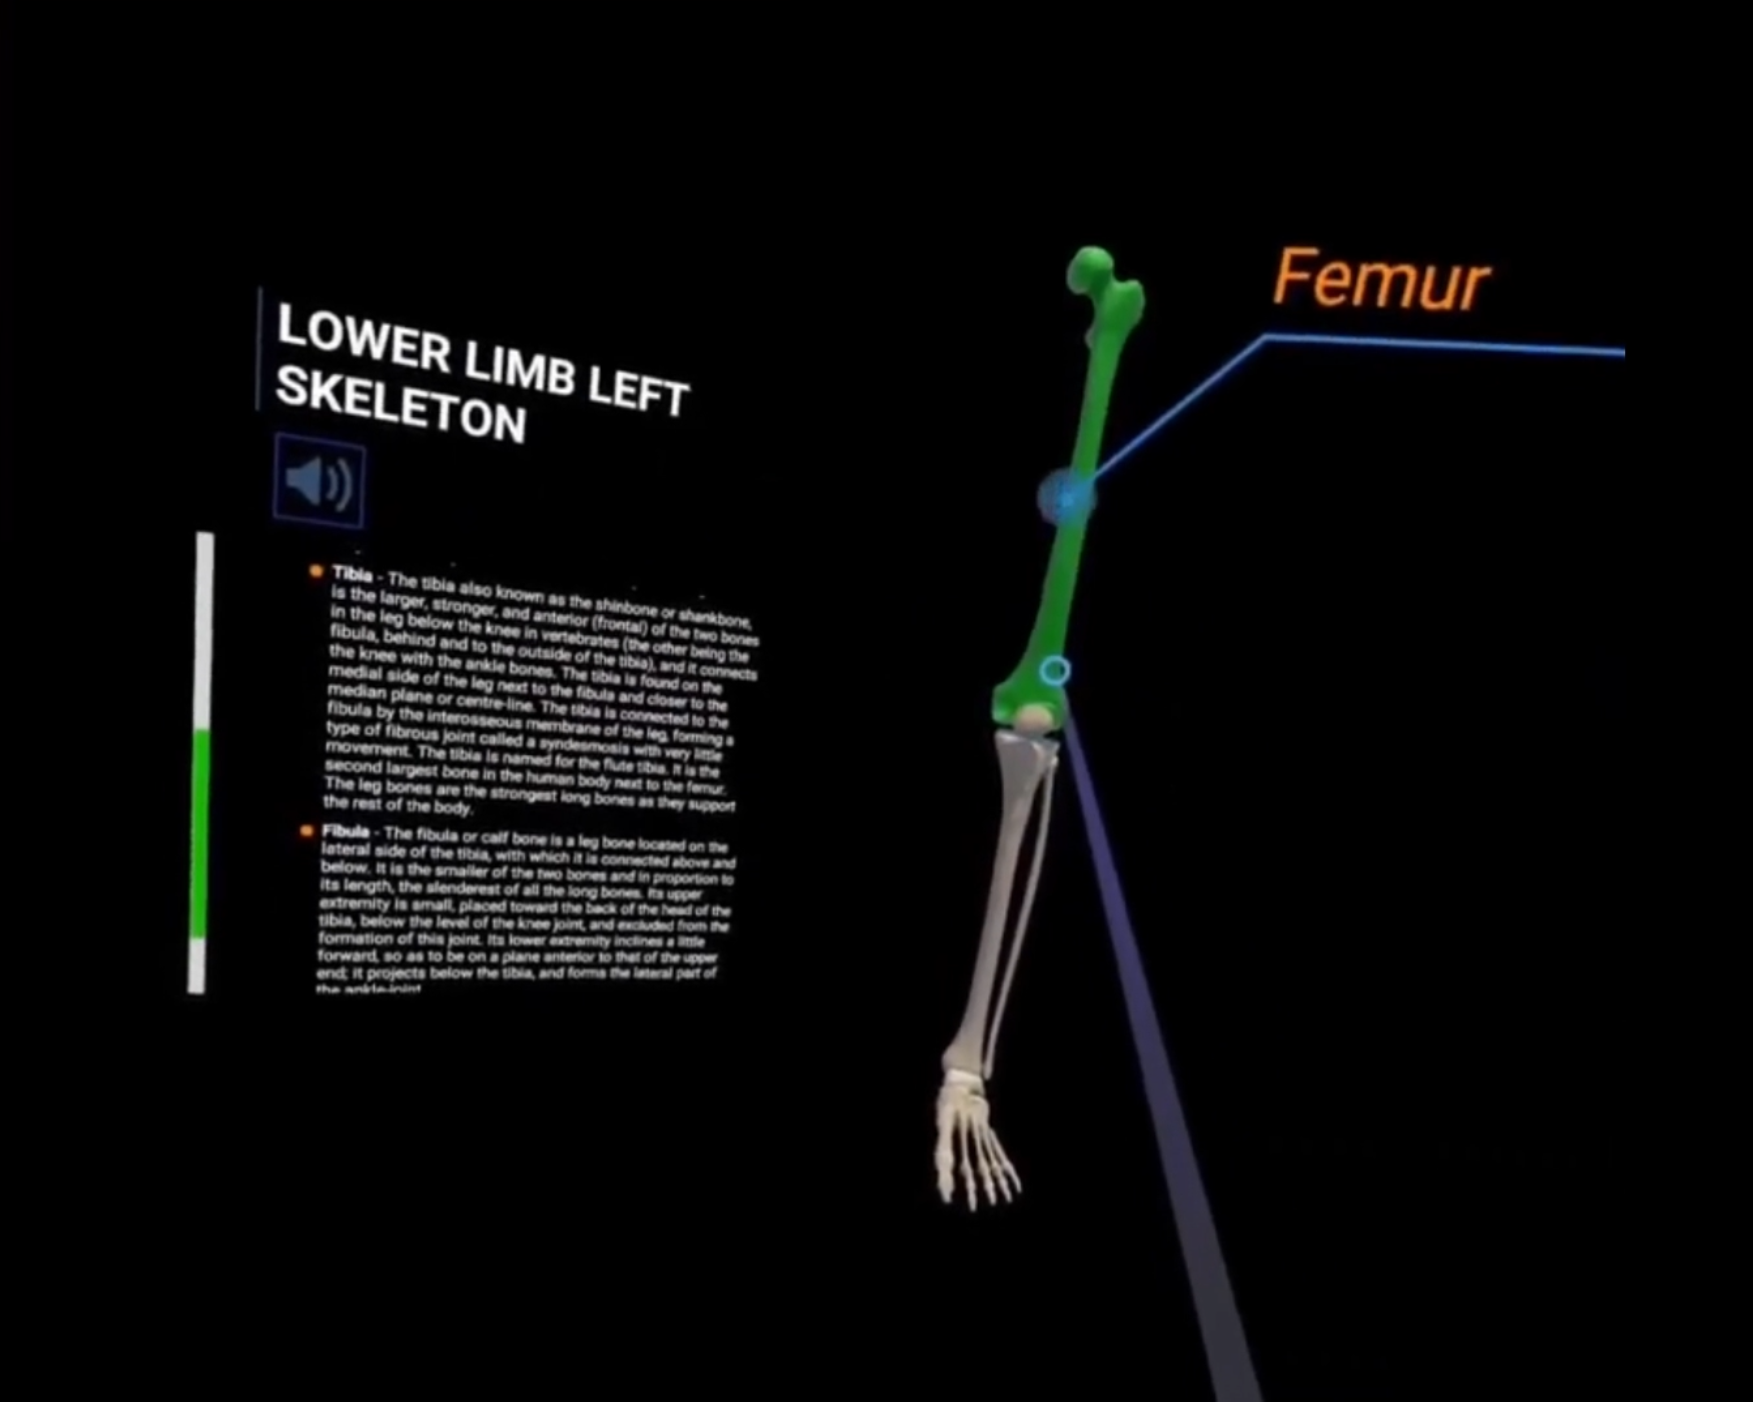 LOWER LIMB LEFT
SKELETON
Femur
Tibia - The tibia also known as the shinbone or shankbone,
is the larger, stronger, and anterior (frontal) of the two bones
in the leg below the knee in vertebrates (the other being the
fibula, behind and to the outside of the tibia), and it connects
the knee with the ankle bones. The tibia is found on the
medial side of the leg next to the fibula and closer to the
median plane or centre-line. The tibia is connected to the
fibula by the interosseous membrane of the leg, forming a
type of fibrous joint called a syndesmosis with very little
movement. The tibia is named for the flute tibia. It is the
second largest bone in the human body next to the femur.
The leg bones are the strongest long bones as they support
the rest of the body.
Fibula - The fibula or calf bone is a leg bone located on the
lateral side of the tibia, with which it is connected above and
below. It is the smaller of the two bones and in proportion to
its length, the slenderest of all the long bones. Its upper
extremity is small, placed toward the back of the head of the
tibia, below the level of the knee joint, and excluded from the
formation of this joint. Its lower extremity inclines a little
forward, so as to be on a plane anterior to that of the upper
end; it projects below the tibia, and forms the lateral part of
the ankle-joint